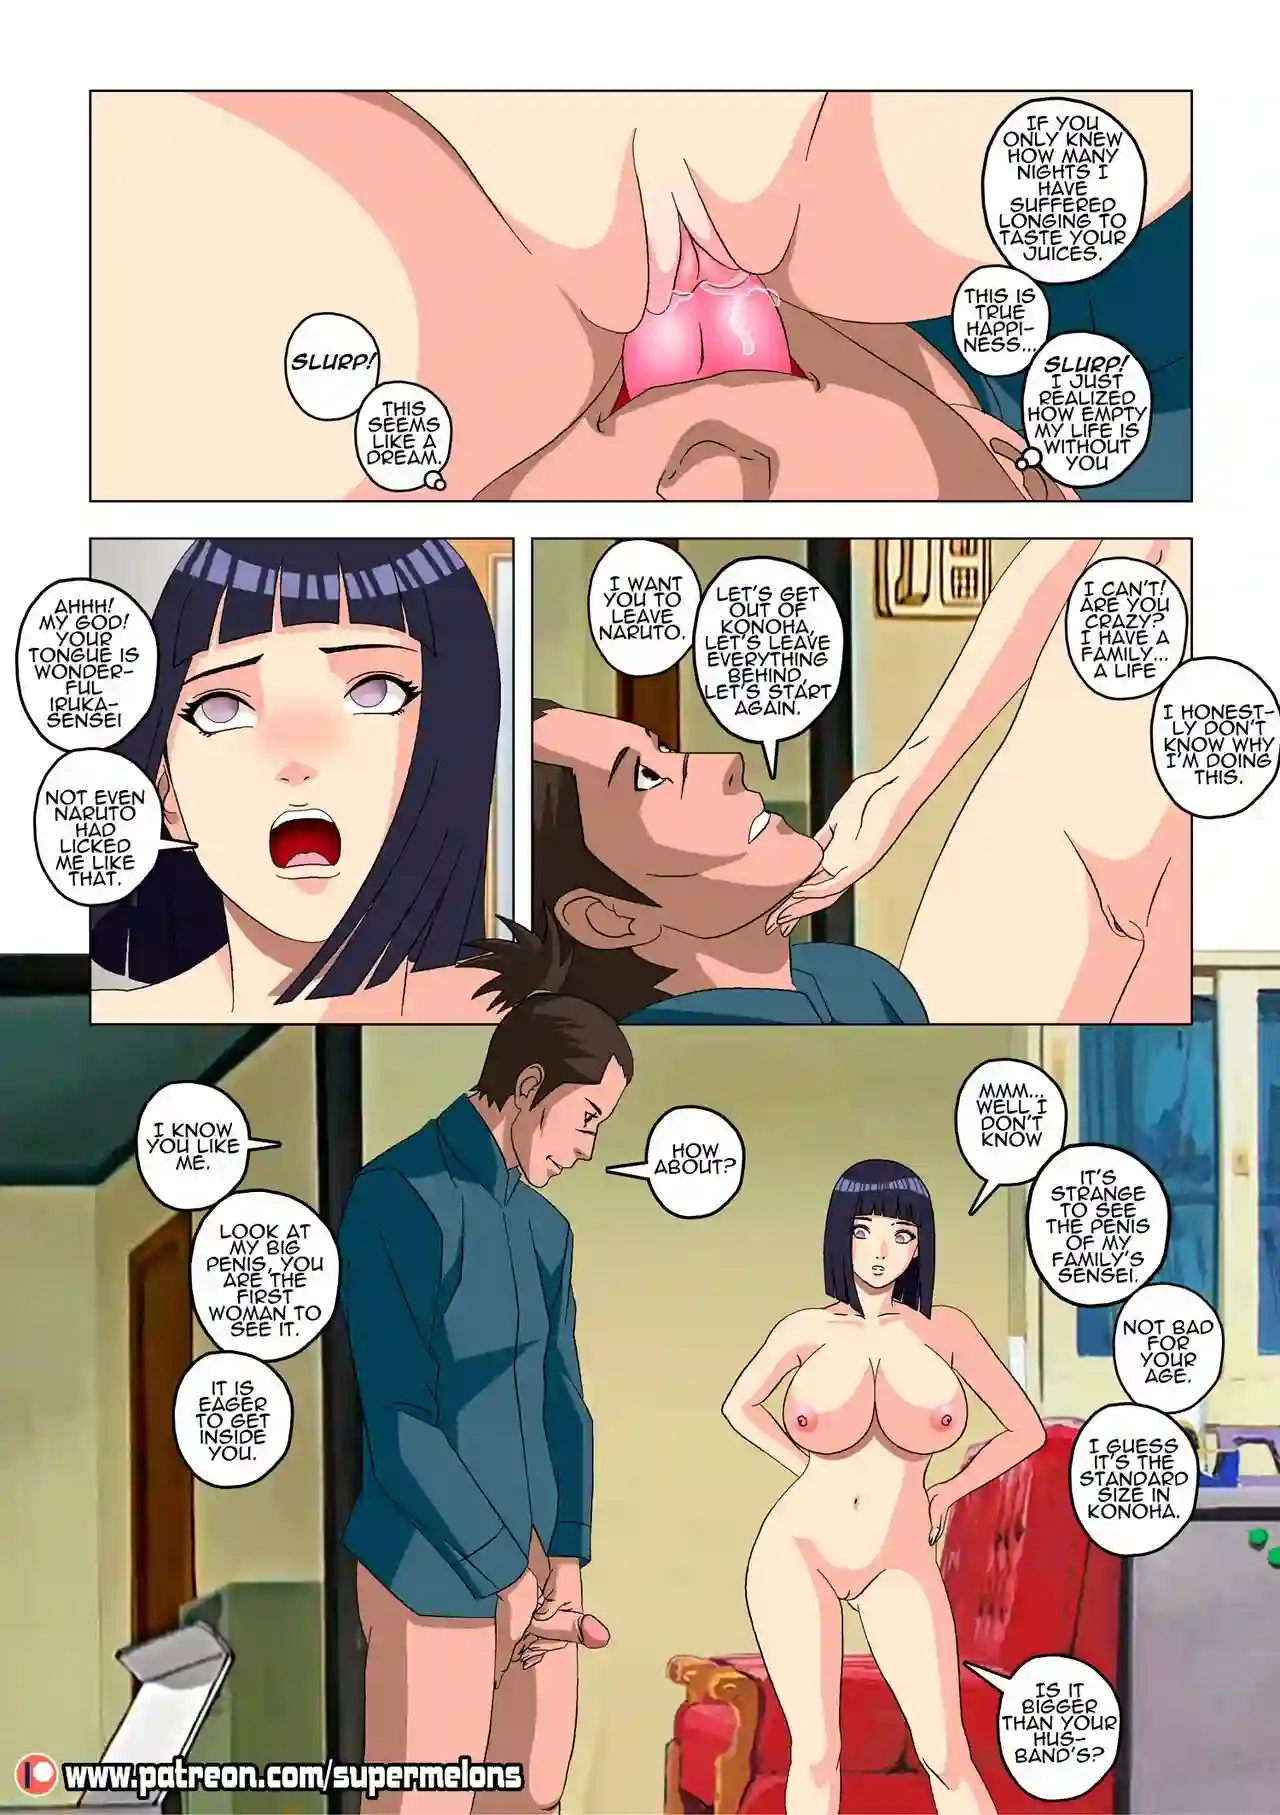 IF YOU
ONLY KNEW
HOW MANY
NIGHTS I
HAVE
SUFFERED
LONGING TO
TASTE YOUR
JUICES.
THIS IS
TRUE
HAPPI-
NESS...
SLURP!
I JUST
REALIZED
HOW EMPTY
MY LIFE IS
WITHOUT
YOU
SLURP!
THIS
SEEMS
LIKE A
DREAM.
AHHH!
MY GOD!
YOUR
TONGUE IS
WONDER-
FUL
IRUKA-
SENSEI
NOT EVEN
NARUTO
HAD
LICKED
ME LIKE
THAT.
I WANT
YOU TO
LEAVE
NARUTO.
LET'S GET
OUT OF
KONOHA,
LET'S LEAVE
EVERYTHING
BEHIND,
LET'S START
AGAIN.
I CAN'T!
ARE YOU
CRAZY?
I HAVE A
FAMILY...
A LIFE
I HONEST-
LY DON'T
KNOW WHY
I'M DOING
THIS.
I KNOW
YOU LIKE
ME.
LOOK AT
MY BIG
PENIS, YOU
ARE THE
FIRST
WOMAN TO
SEE IT.
IT IS
EAGER
TO GET
INSIDE
YOU.
HOW
ABOUT?
MMM...
WELL I
DON'T
KNOW
IT'S
STRANGE
TO SEE
THE PENIS
OF MY
FAMILY'S
SENSEI.
NOT BAD
FOR
YOUR
AGE.
I GUESS
IT'S THE
STANDARD
SIZE IN
KONOHA.
IS IT
BIGGER
THAN YOUR
HUS-
BAND'S?
www.patreon.com/supermelons